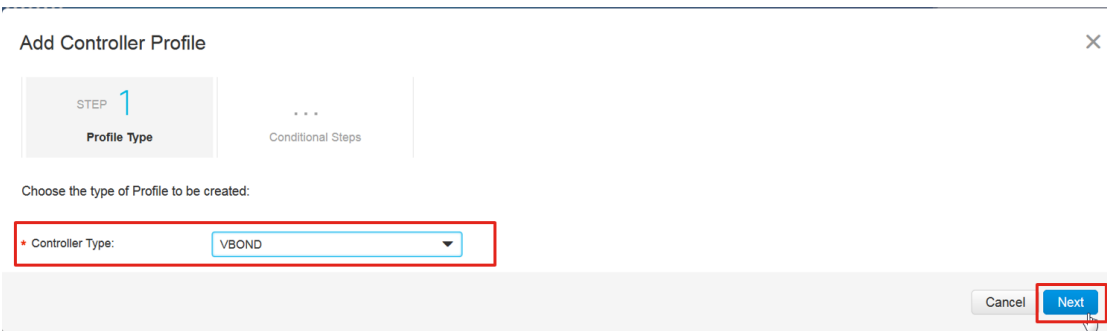 Add Controller Profile
STEP 1
Profile Type
...
Conditional Steps
Choose the type of Profile to be created:
* Controller Type: VBOND
Cancel Next